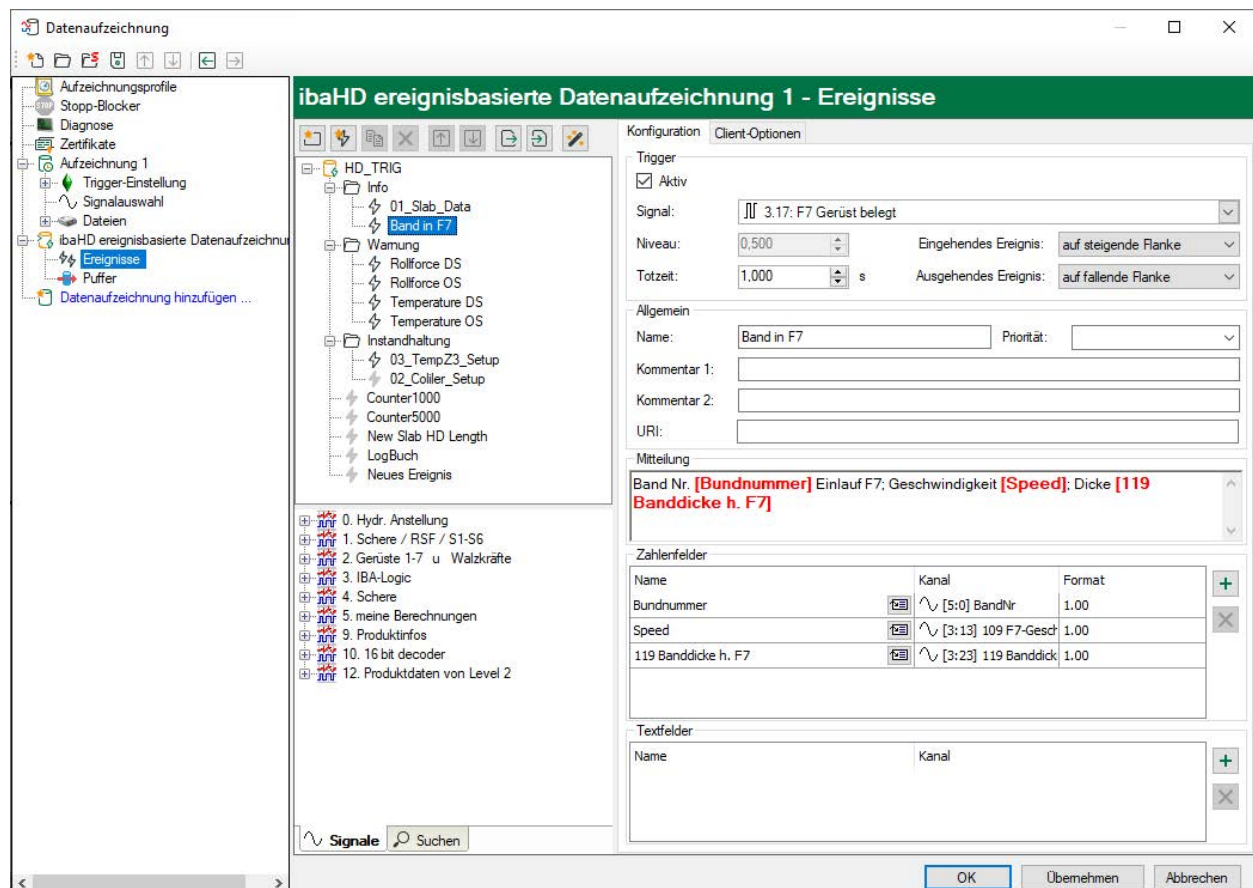 Datenaufzeichnung
Aufzeichnungsprofile
Stopp-Blocker
Diagnose
Zertifikate
Aufzeichnung 1
Trigger-Einstellung
Signalauswahl
Dateien
ibaHD ereignisbasierte Datenaufzeichnu
Ereignisse
Puffer
Datenaufzeichnung hinzufügen ...
ibaHD ereignisbasierte Datenaufzeichnung 1 - Ereignisse
HD_TRIG
Info
01_Slab_Data
Band in F7
Warnung
Rollforce DS
Rollforce OS
Temperature DS
Temperature OS
Instandhaltung
03_TempZ3_Setup
02_Coliler_Setup
Counter1000
Counter5000
New Slab HD Length
LogBuch
Neues Ereignis
0. Hydr. Anstellung
1. Schere / RSF / S1-S6
2. Gerüste 1-7 u Walzkräfte
3. IBA-Logic
4. Schere
5. meine Berechnungen
9. Produktinfos
10. 16 bit decoder
12. Produktdaten von Level 2
Signale Suchen
Konfiguration Client-Optionen
Trigger
Aktiv
Signal: 3.17: F7 Gerüst belegt
Niveau: 0,500 Eingehendes Ereignis: auf steigende Flanke
Totzeit: 1,000 s Ausgehendes Ereignis: auf fallende Flanke
Allgemein
Name: Band in F7 Priorität:
Kommentar 1:
Kommentar 2:
URI:
Mitteilung
Band Nr. [Bundnummer] Einlauf F7; Geschwindigkeit [Speed]; Dicke [119
Banddicke h. F7]
Zahlenfelder
Name Kanal Format
Bundnummer [5:0] BandNr 1.00
Speed [3:13] 109 F7-Gesch 1.00
119 Banddicke h. F7 [3:23] 119 Banddick 1.00
Textfelder
Name Kanal
OK Übernehmen Abbrechen